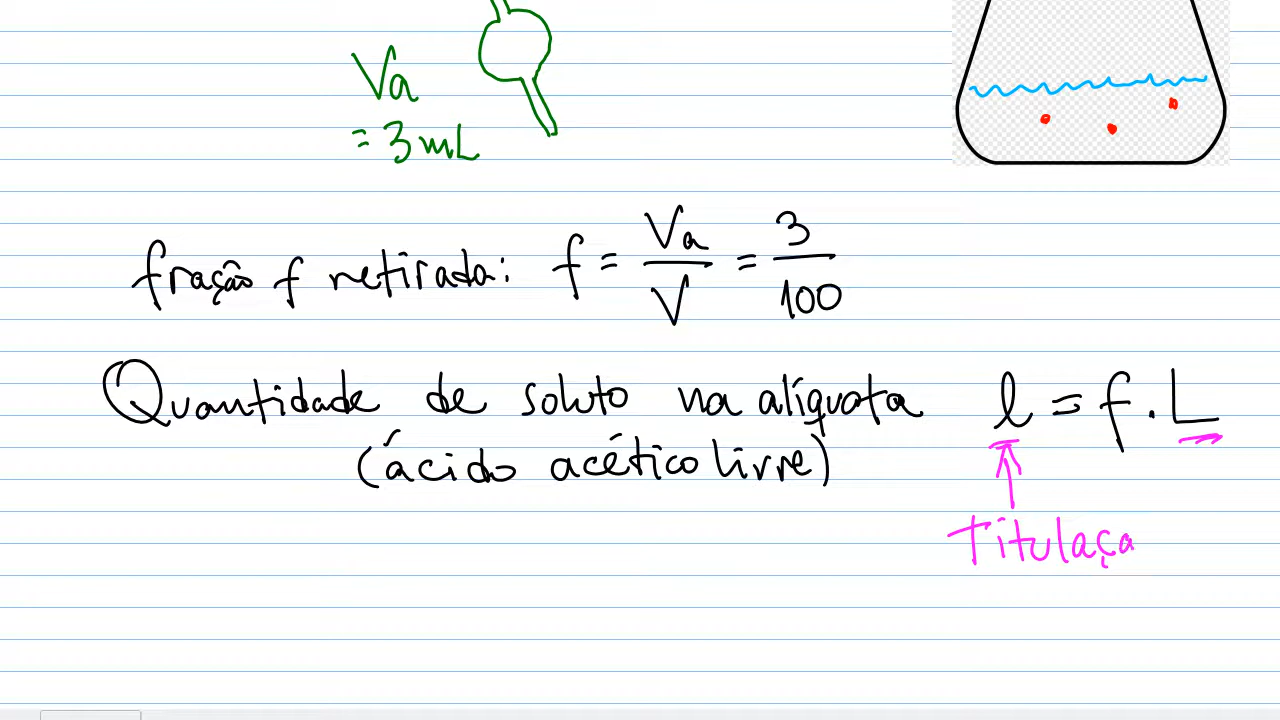 Va
= 3 mL
fração f retirada: f = Va/V = 3/100
Quantidade de soluto na alíquota l = f . L
(ácido acético livre)
Titulaça